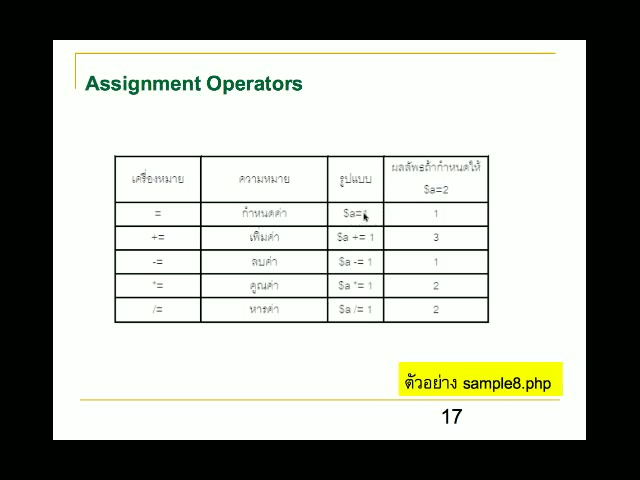 Assignment Operators
เครื่องหมาย ความหมาย รูปแบบ ผลลัพธ์ถ้ากำหนดให้
$a=2
= กำหนดค่า $a=1 1
+= เพิ่มค่า $a += 1 3
-= ลบค่า $a -= 1 1
*= คูณค่า $a *= 1 2
/= หารค่า $a /= 1 2
ตัวอย่าง sample8.php
17